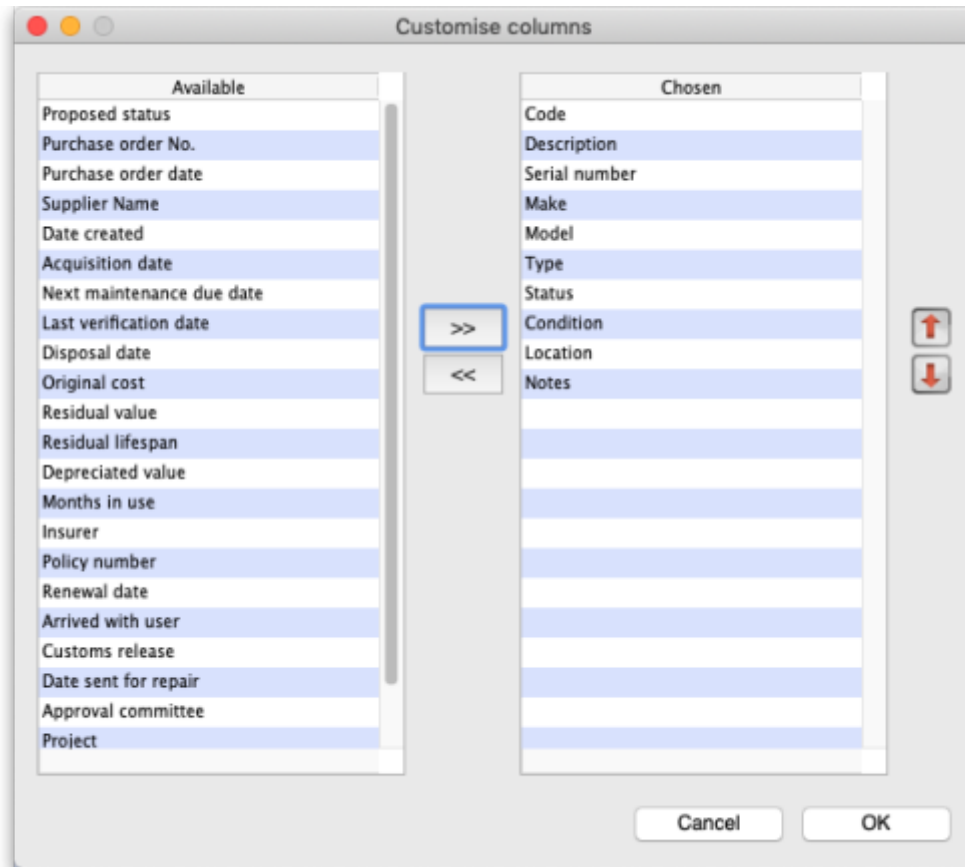 Customise columns
Available
Proposed status
Purchase order No.
Purchase order date
Supplier Name
Date created
Acquisition date
Next maintenance due date
Last verification date
Disposal date
Original cost
Residual value
Residual lifespan
Depreciated value
Months in use
Insurer
Policy number
Renewal date
Arrived with user
Customs release
Date sent for repair
Approval committee
Project
>>
<<
Chosen
Code
Description
Serial number
Make
Model
Type
Status
Condition
Location
Notes
Cancel
OK